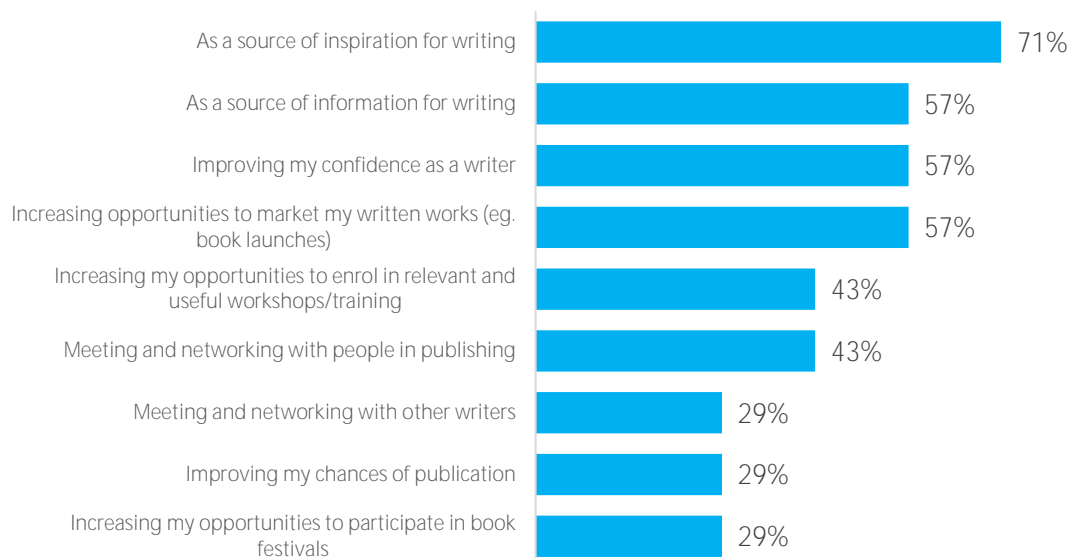 As a source of inspiration for writing
71%
As a source of information for writing
57%
Improving my confidence as a writer
57%
Increasing opportunities to market my written works (eg.
book launches)
57%
Increasing my opportunities to enrol in relevant and
useful workshops/training
43%
Meeting and networking with people in publishing
43%
Meeting and networking with other writers
29%
Improving my chances of publication
29%
Increasing my opportunities to participate in book
festivals
29%